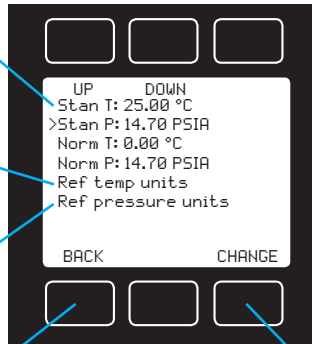 UP DOWN
Stan T: 25.00 °C
>Stan P: 14.70 PSIA
Norm T: 0.00 °C
Norm P: 14.70 PSIA
Ref temp units
Ref pressure units
BACK CHANGE